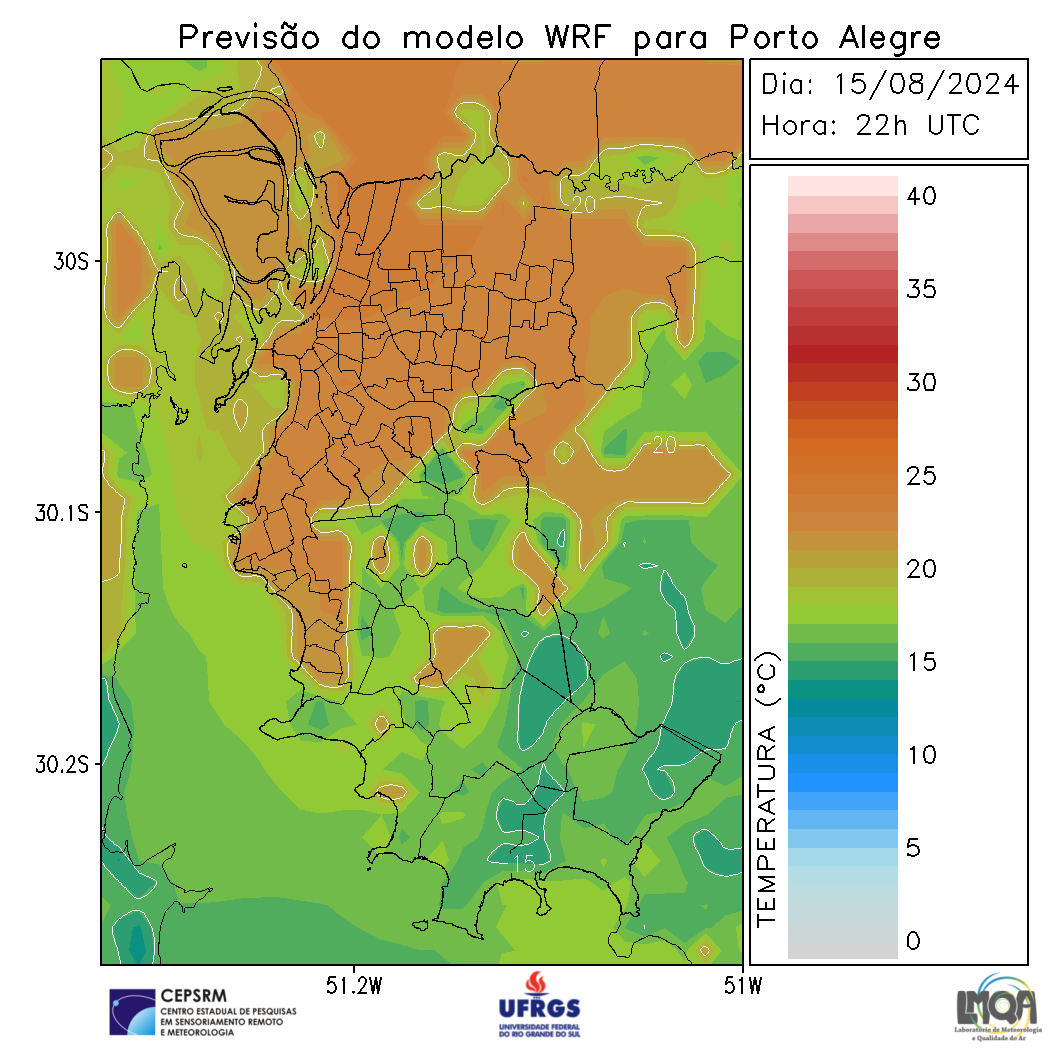 Previsão do modelo WRF para Porto Alegre
Dia: 15/08/2024
Hora: 22h UTC
30S
30.1S
30.2S
51.2W
51W
20
20
15
TEMPERATURA (°C)
40
35
30
25
20
15
10
5
0
CEPSRM
CENTRO ESTADUAL DE PESQUISAS
EM SENSORIAMENTO REMOTO
E METEOROLOGIA
UFRGS
UNIVERSIDADE FEDERAL
DO RIO GRANDE DO SUL
LMQA
Laboratório de Meteorologia
e Qualidade do Ar